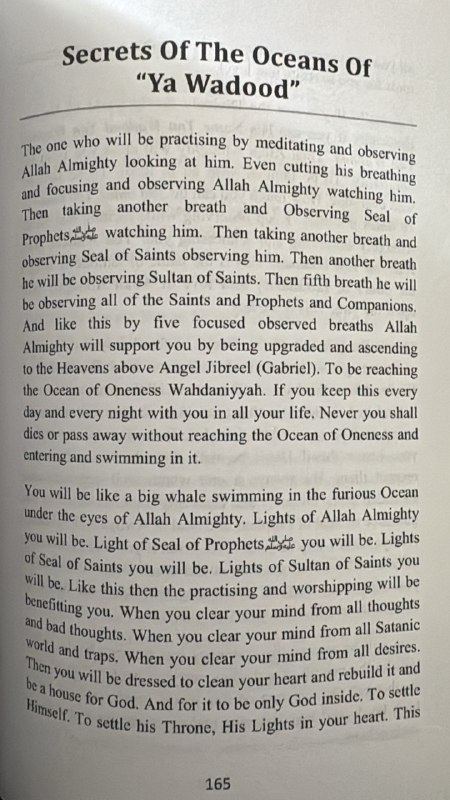 Secrets Of The Oceans Of
“Ya Wadood”
The one who will be practising by meditating and observing
Allah Almighty looking at him. Even cutting his breathing
and focusing and observing Allah Almighty watching him.
Then taking another breath and Observing Seal of
Prophetsﷺ watching him. Then taking another breath and
observing Seal of Saints observing him. Then another breath
he will be observing Sultan of Saints. Then fifth breath he will
be observing all of the Saints and Prophets and Companions.
And like this by five focused observed breaths Allah
Almighty will support you by being upgraded and ascending
to the Heavens above Angel Jibreel (Gabriel). To be reaching
the Ocean of Oneness Wahdaniyyah. If you keep this every
day and every night with you in all your life. Never you shall
dies or pass away without reaching the Ocean of Oneness and
entering and swimming in it.
You will be like a big whale swimming in the furious Ocean
under the eyes of Allah Almighty. Lights of Allah Almighty
you will be. Light of Seal of Prophetsﷺ you will be. Lights
of Seal of Saints you will be. Lights of Sultan of Saints you
will be. Like this then the practising and worshipping will be
benefitting you. When you clear your mind from all thoughts
and bad thoughts. When you clear your mind from all Satanic
world and traps. When you clear your mind from all desires.
Then you will be dressed to clean your heart and rebuild it and
be a house for God. And for it to be only God inside. To settle
Himself. To settle his Throne, His Lights in your heart. This
165